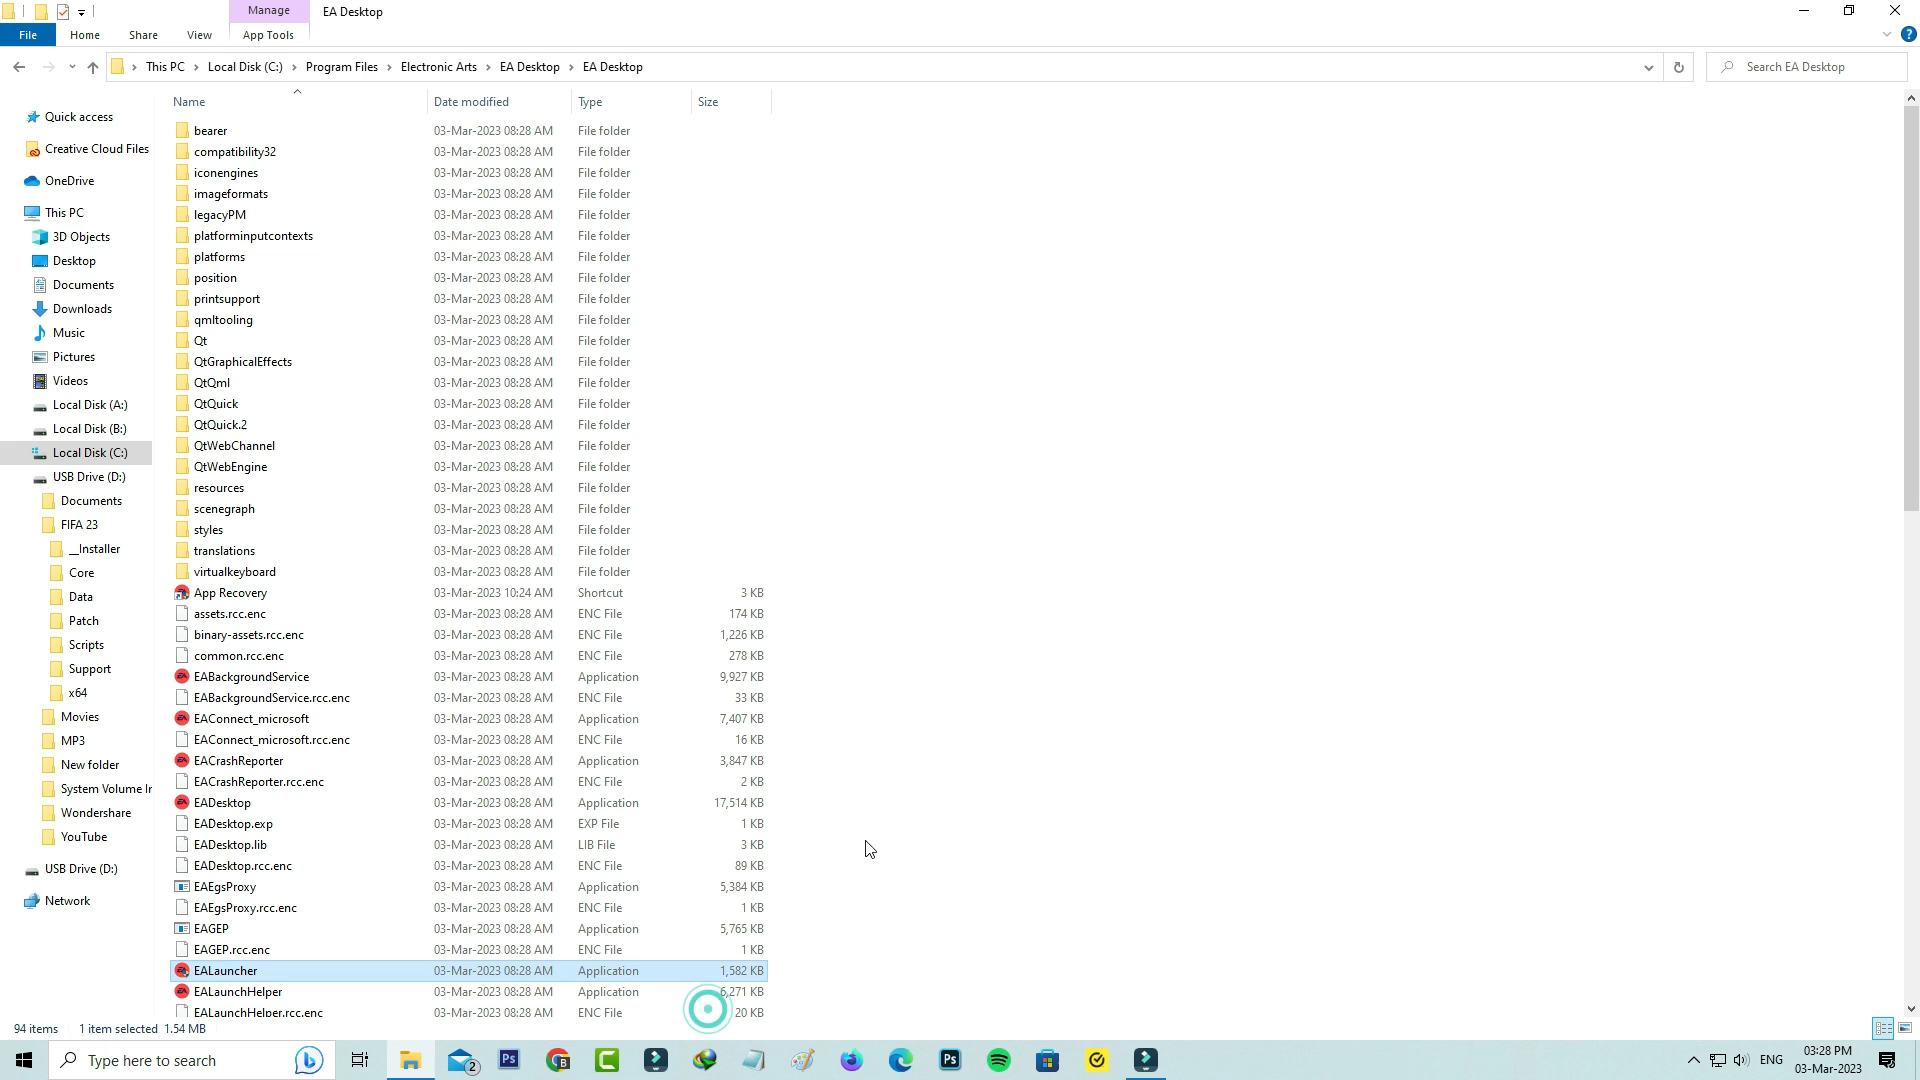 Manage EA Desktop
File Home Share View App Tools
This PC Local Disk (C:) Program Files Electronic Arts EA Desktop EA Desktop Search EA Desktop
Name Date modified Type Size
Quick access
Creative Cloud Files
OneDrive
This PC
3D Objects
Desktop
Documents
Downloads
Music
Pictures
Videos
Local Disk (A:)
Local Disk (B:)
Local Disk (C:)
USB Drive (D:)
Documents
FIFA 23
__Installer
Core
Data
Patch
Scripts
Support
x64
Movies
MP3
New folder
System Volume Ir
Wondershare
YouTube
USB Drive (D:)
Network
bearer 03-Mar-2023 08:28 AM File folder
compatibility32 03-Mar-2023 08:28 AM File folder
iconengines 03-Mar-2023 08:28 AM File folder
imageformats 03-Mar-2023 08:28 AM File folder
legacyPM 03-Mar-2023 08:28 AM File folder
platforminputcontexts 03-Mar-2023 08:28 AM File folder
platforms 03-Mar-2023 08:28 AM File folder
position 03-Mar-2023 08:28 AM File folder
printsupport 03-Mar-2023 08:28 AM File folder
qmltooling 03-Mar-2023 08:28 AM File folder
Qt 03-Mar-2023 08:28 AM File folder
QtGraphicalEffects 03-Mar-2023 08:28 AM File folder
QtQml 03-Mar-2023 08:28 AM File folder
QtQuick 03-Mar-2023 08:28 AM File folder
QtQuick.2 03-Mar-2023 08:28 AM File folder
QtWebChannel 03-Mar-2023 08:28 AM File folder
QtWebEngine 03-Mar-2023 08:28 AM File folder
resources 03-Mar-2023 08:28 AM File folder
scenegraph 03-Mar-2023 08:28 AM File folder
styles 03-Mar-2023 08:28 AM File folder
translations 03-Mar-2023 08:28 AM File folder
virtualkeyboard 03-Mar-2023 08:28 AM File folder
App Recovery 03-Mar-2023 10:24 AM Shortcut 3 KB
assets.rcc.enc 03-Mar-2023 08:28 AM ENC File 174 KB
binary-assets.rcc.enc 03-Mar-2023 08:28 AM ENC File 1,226 KB
common.rcc.enc 03-Mar-2023 08:28 AM ENC File 278 KB
EABackgroundService 03-Mar-2023 08:28 AM Application 9,927 KB
EABackgroundService.rcc.enc 03-Mar-2023 08:28 AM ENC File 33 KB
EAConnect_microsoft 03-Mar-2023 08:28 AM Application 7,407 KB
EAConnect_microsoft.rcc.enc 03-Mar-2023 08:28 AM ENC File 16 KB
EACrashReporter 03-Mar-2023 08:28 AM Application 3,847 KB
EACrashReporter.rcc.enc 03-Mar-2023 08:28 AM ENC File 2 KB
EADesktop 03-Mar-2023 08:28 AM Application 17,514 KB
EADesktop.exp 03-Mar-2023 08:28 AM EXP File 1 KB
EADesktop.lib 03-Mar-2023 08:28 AM LIB File 3 KB
EADesktop.rcc.enc 03-Mar-2023 08:28 AM ENC File 89 KB
EAEgsProxy 03-Mar-2023 08:28 AM Application 5,384 KB
EAEgsProxy.rcc.enc 03-Mar-2023 08:28 AM ENC File 1 KB
EAGEP 03-Mar-2023 08:28 AM Application 5,765 KB
EAGEP.rcc.enc 03-Mar-2023 08:28 AM ENC File 1 KB
EALauncher 03-Mar-2023 08:28 AM Application 1,582 KB
EALaunchHelper 03-Mar-2023 08:28 AM Application 6,271 KB
EALaunchHelper.rcc.enc 03-Mar-2023 08:28 AM ENC File 20 KB
94 items 1 item selected 1.54 MB
Type here to search 2 Ps B Ps ENG 03:28 PM
03-Mar-2023